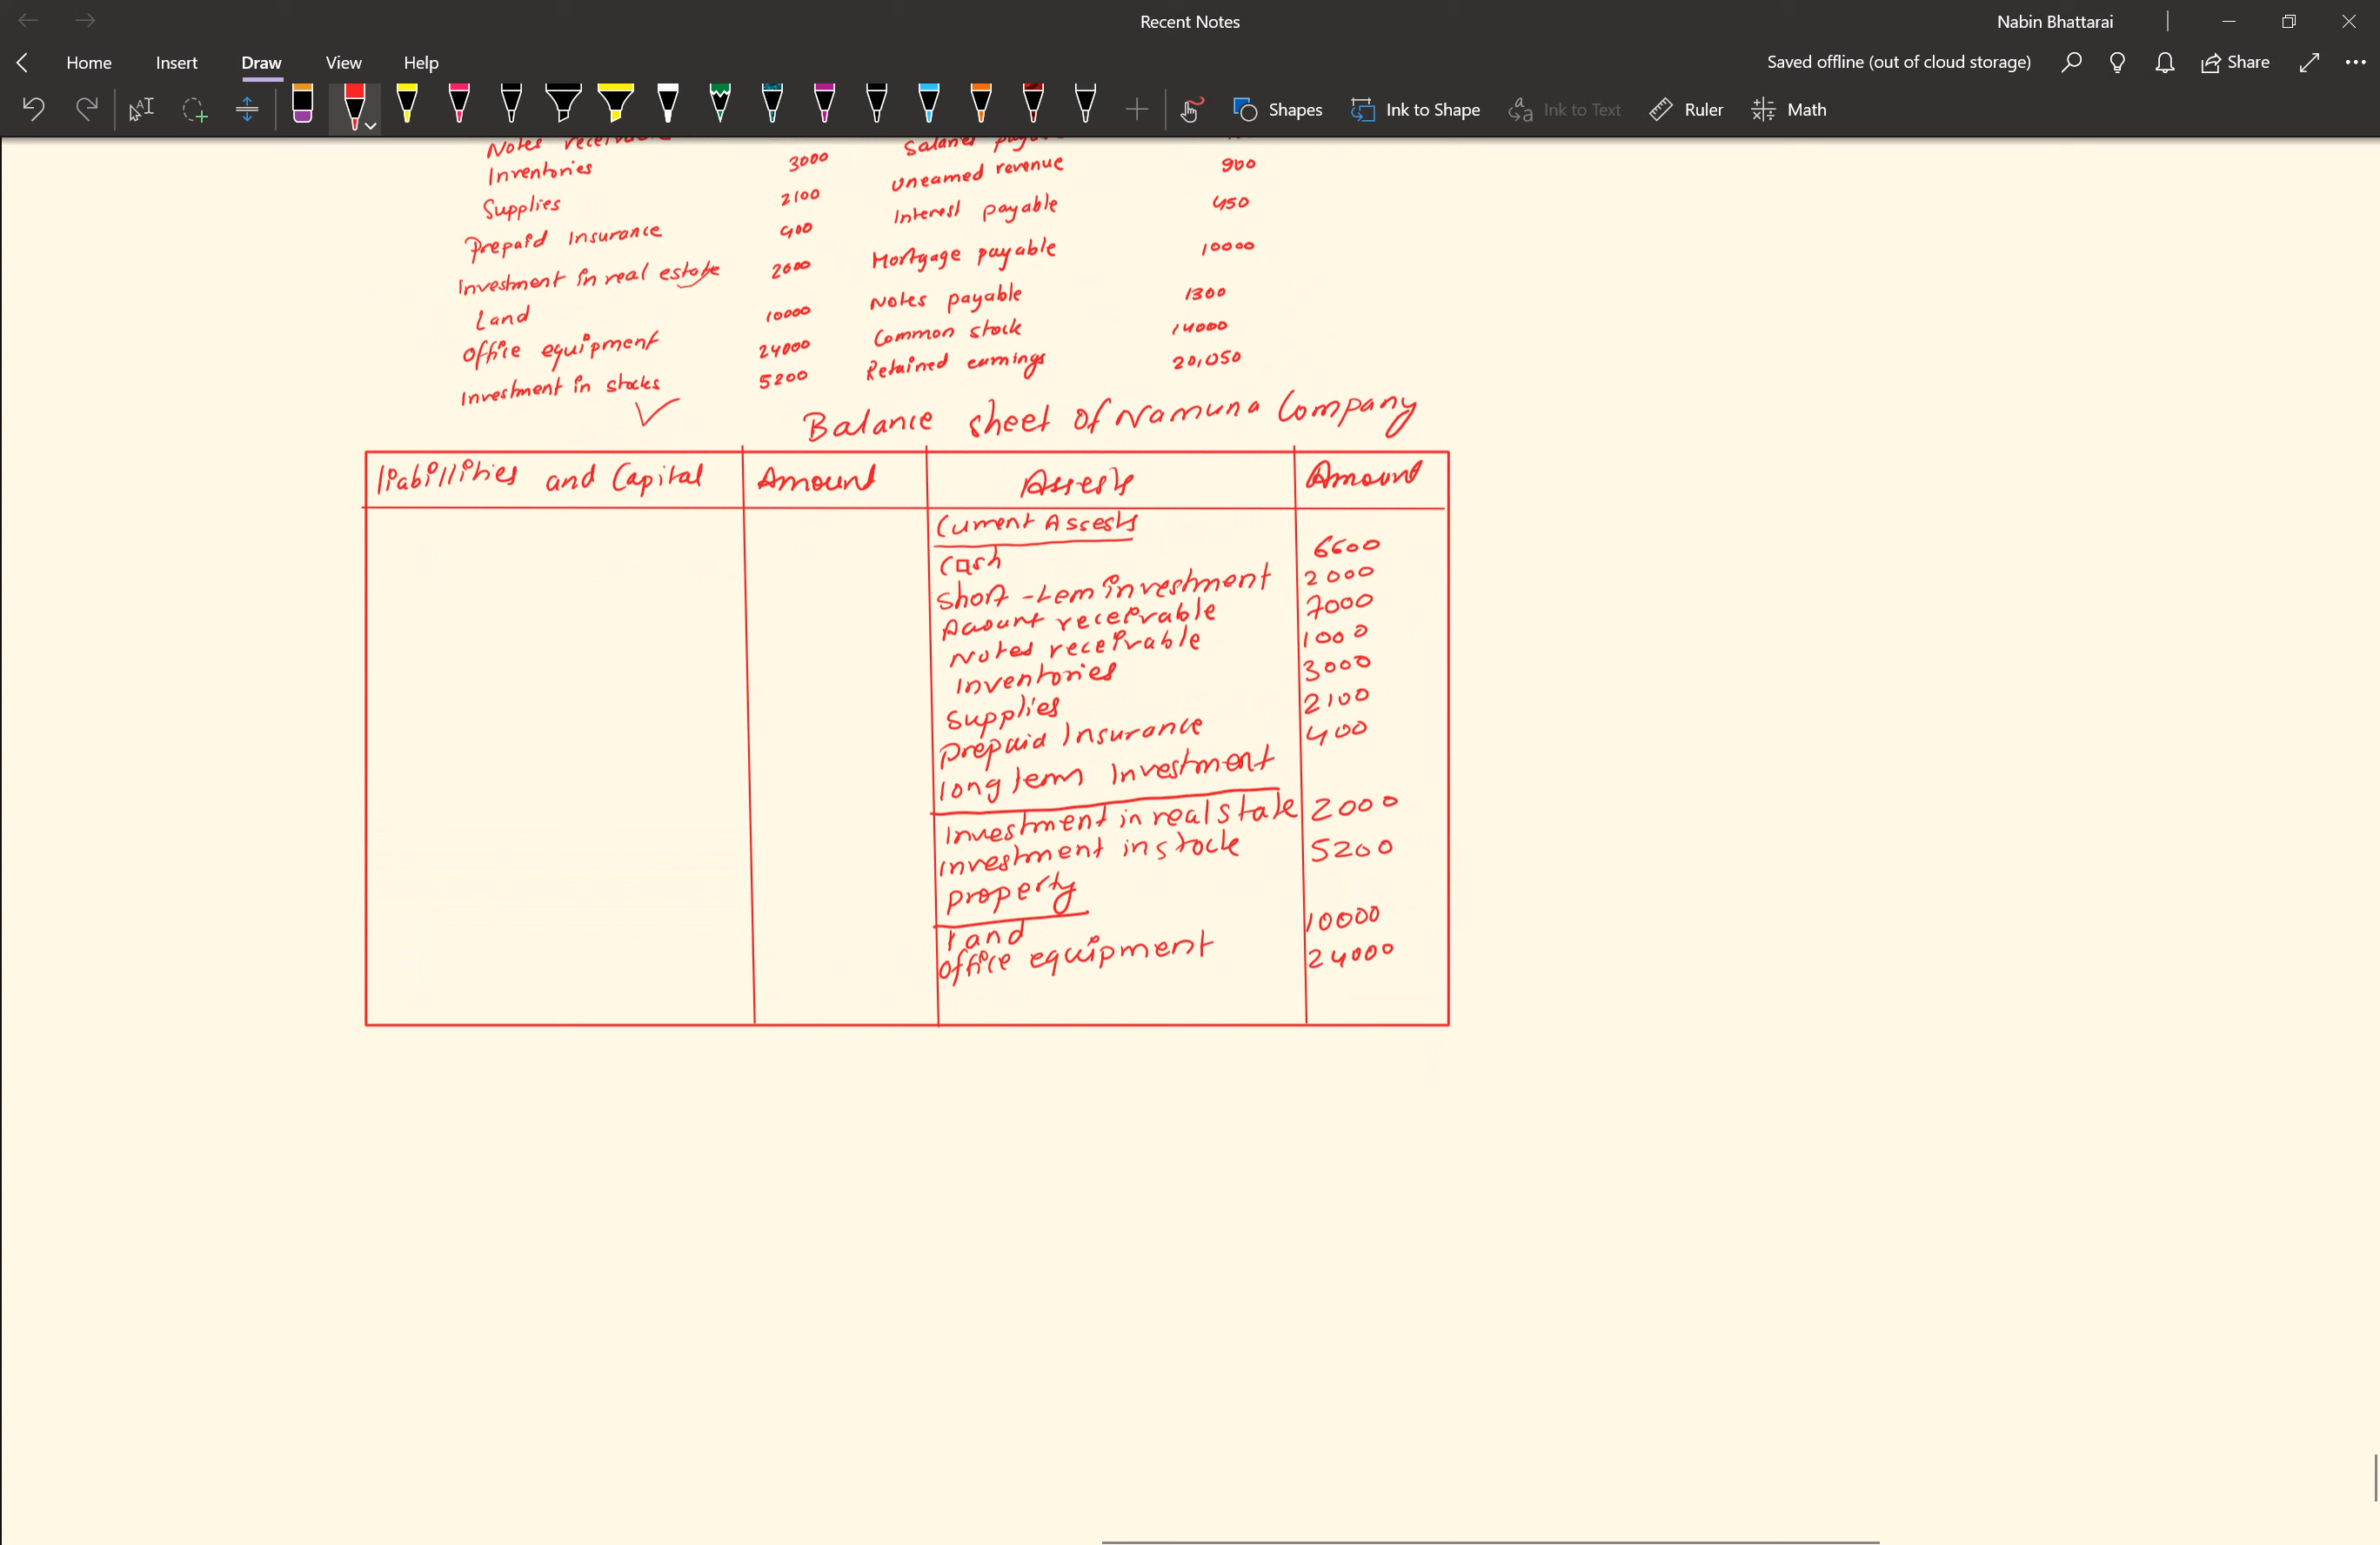 Recent Notes
Nabin Bhattarai
Home Insert Draw View Help
Saved offline (out of cloud storage)
Share
Shapes Ink to Shape Ink to Text Ruler Math
Notes
Salaries
Inventories 3000 unearned revenue 900
Supplies 2100 Interest payable 450
Prepaid Insurance 400 Mortgage payable 10000
Investment in real estate 2000 Notes payable 1300
Land 10000 Common stock 14000
office equipment 24000 Retained earnings 20,050
Investment in stocks 5200
Balance sheet of Namuna Company
liabillities and Capital Amount Assests Amount
Current Assests
Cash 6600
Short-term investment 2000
Account receivable 7000
Notes receivable 1000
Inventories 3000
Supplies 2100
Prepaid Insurance 400
long term Investment
Investment in real state 2000
investment in stock 5200
property
land 10000
office equipment 24000